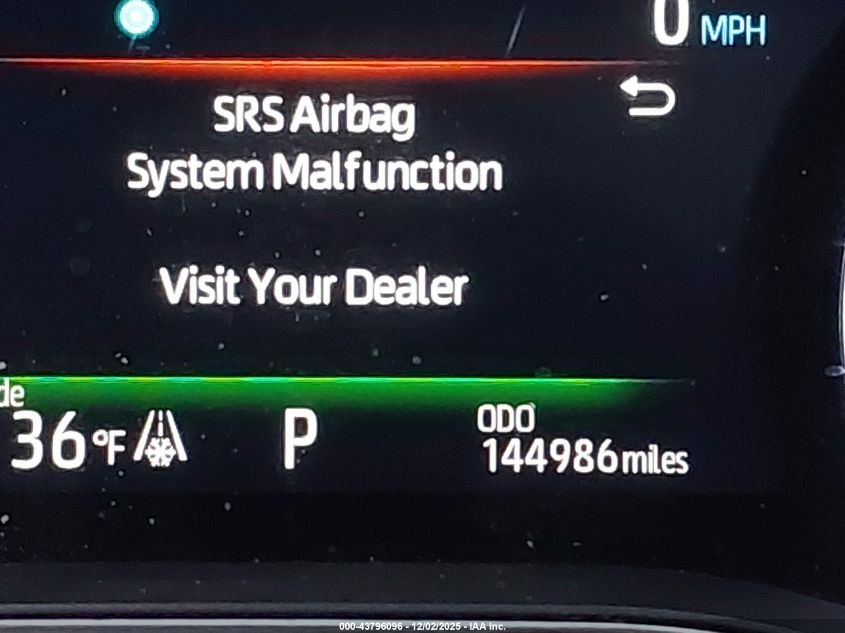 0 MPH
SRS Airbag
System Malfunction
Visit Your Dealer
de
36°F P ODO
144986 miles
000-43796096 - 12/02/2025 - IAA Inc.